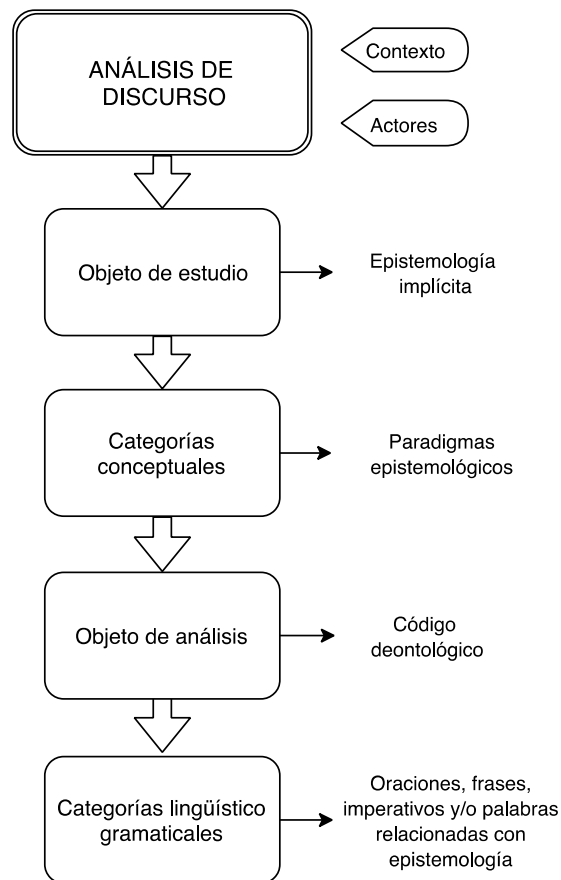 ANÁLISIS DE
DISCURSO
Contexto
Actores
Objeto de estudio
Epistemología
implícita
Categorías
conceptuales
Paradigmas
epistemológicos
Objeto de análisis
Código
deontológico
Categorías lingüístico
gramaticales
Oraciones, frases,
imperativos y/o palabras
relacionadas con
epistemología